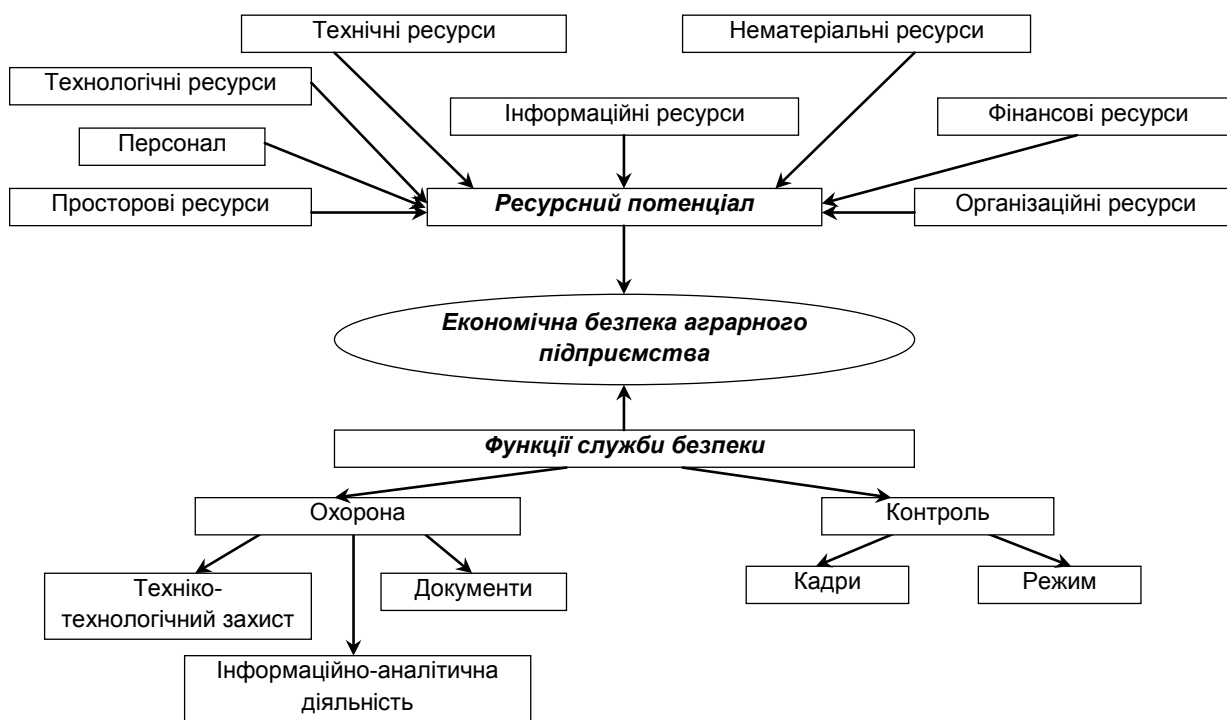 Технічні ресурси
Нематеріальні ресурси
Технологічні ресурси
Інформаційні ресурси
Фінансові ресурси
Персонал
Просторові ресурси
Ресурсний потенціал
Організаційні ресурси
Економічна безпека аграрного
підприємства
Функції служби безпеки
Охорона
Контроль
Техніко-
технологічний захист
Документи
Кадри
Режим
Інформаційно-аналітична
діяльність